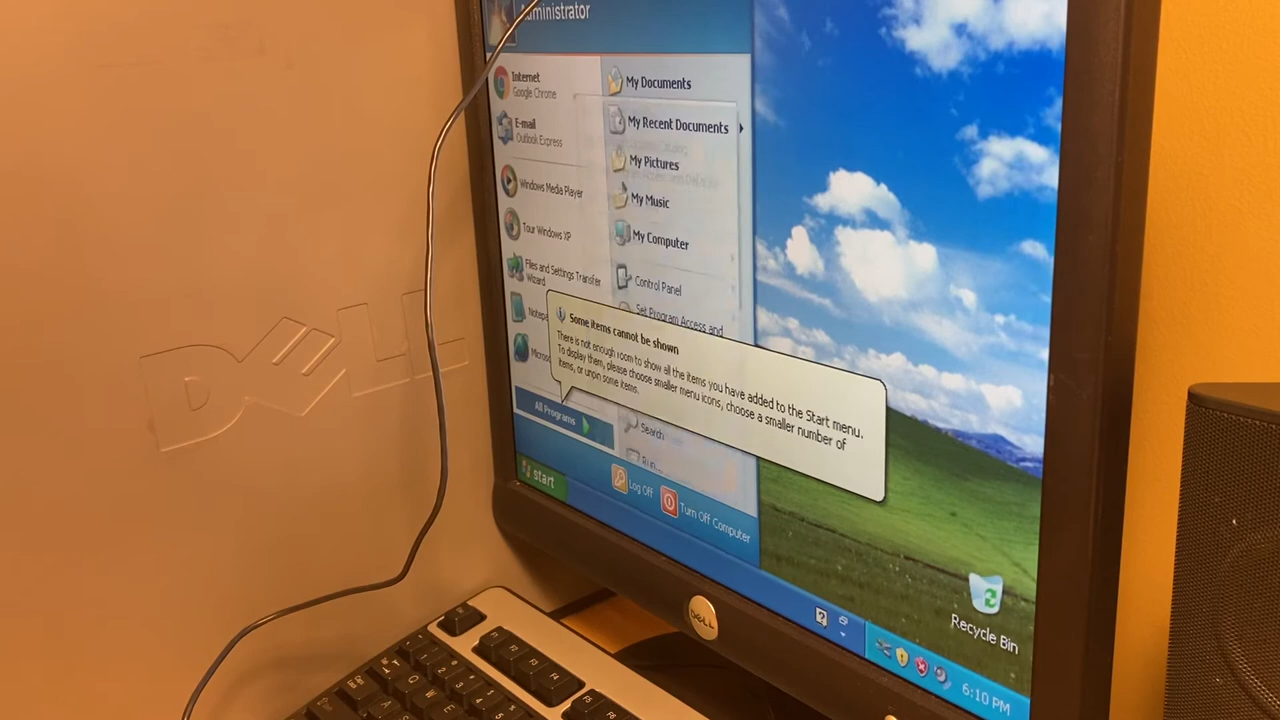 Administrator
Internet
Google Chrome
E-mail
Outlook Express
Windows Media Player
Tour Windows XP
Files and Settings Transfer
Wizard
Notepa
Micros
All Programs
My Documents
My Recent Documents
My Pictures
My Music
My Computer
Control Panel
Set Program Access and
Search
Some items cannot be shown
There is not enough room to show all the items you have added to the Start menu.
To display them, please choose smaller menu icons, choose a smaller number of
items, or unpin some items.
Log Off
Turn Off Computer
start
Recycle Bin
6:10 PM
DELL
DELL